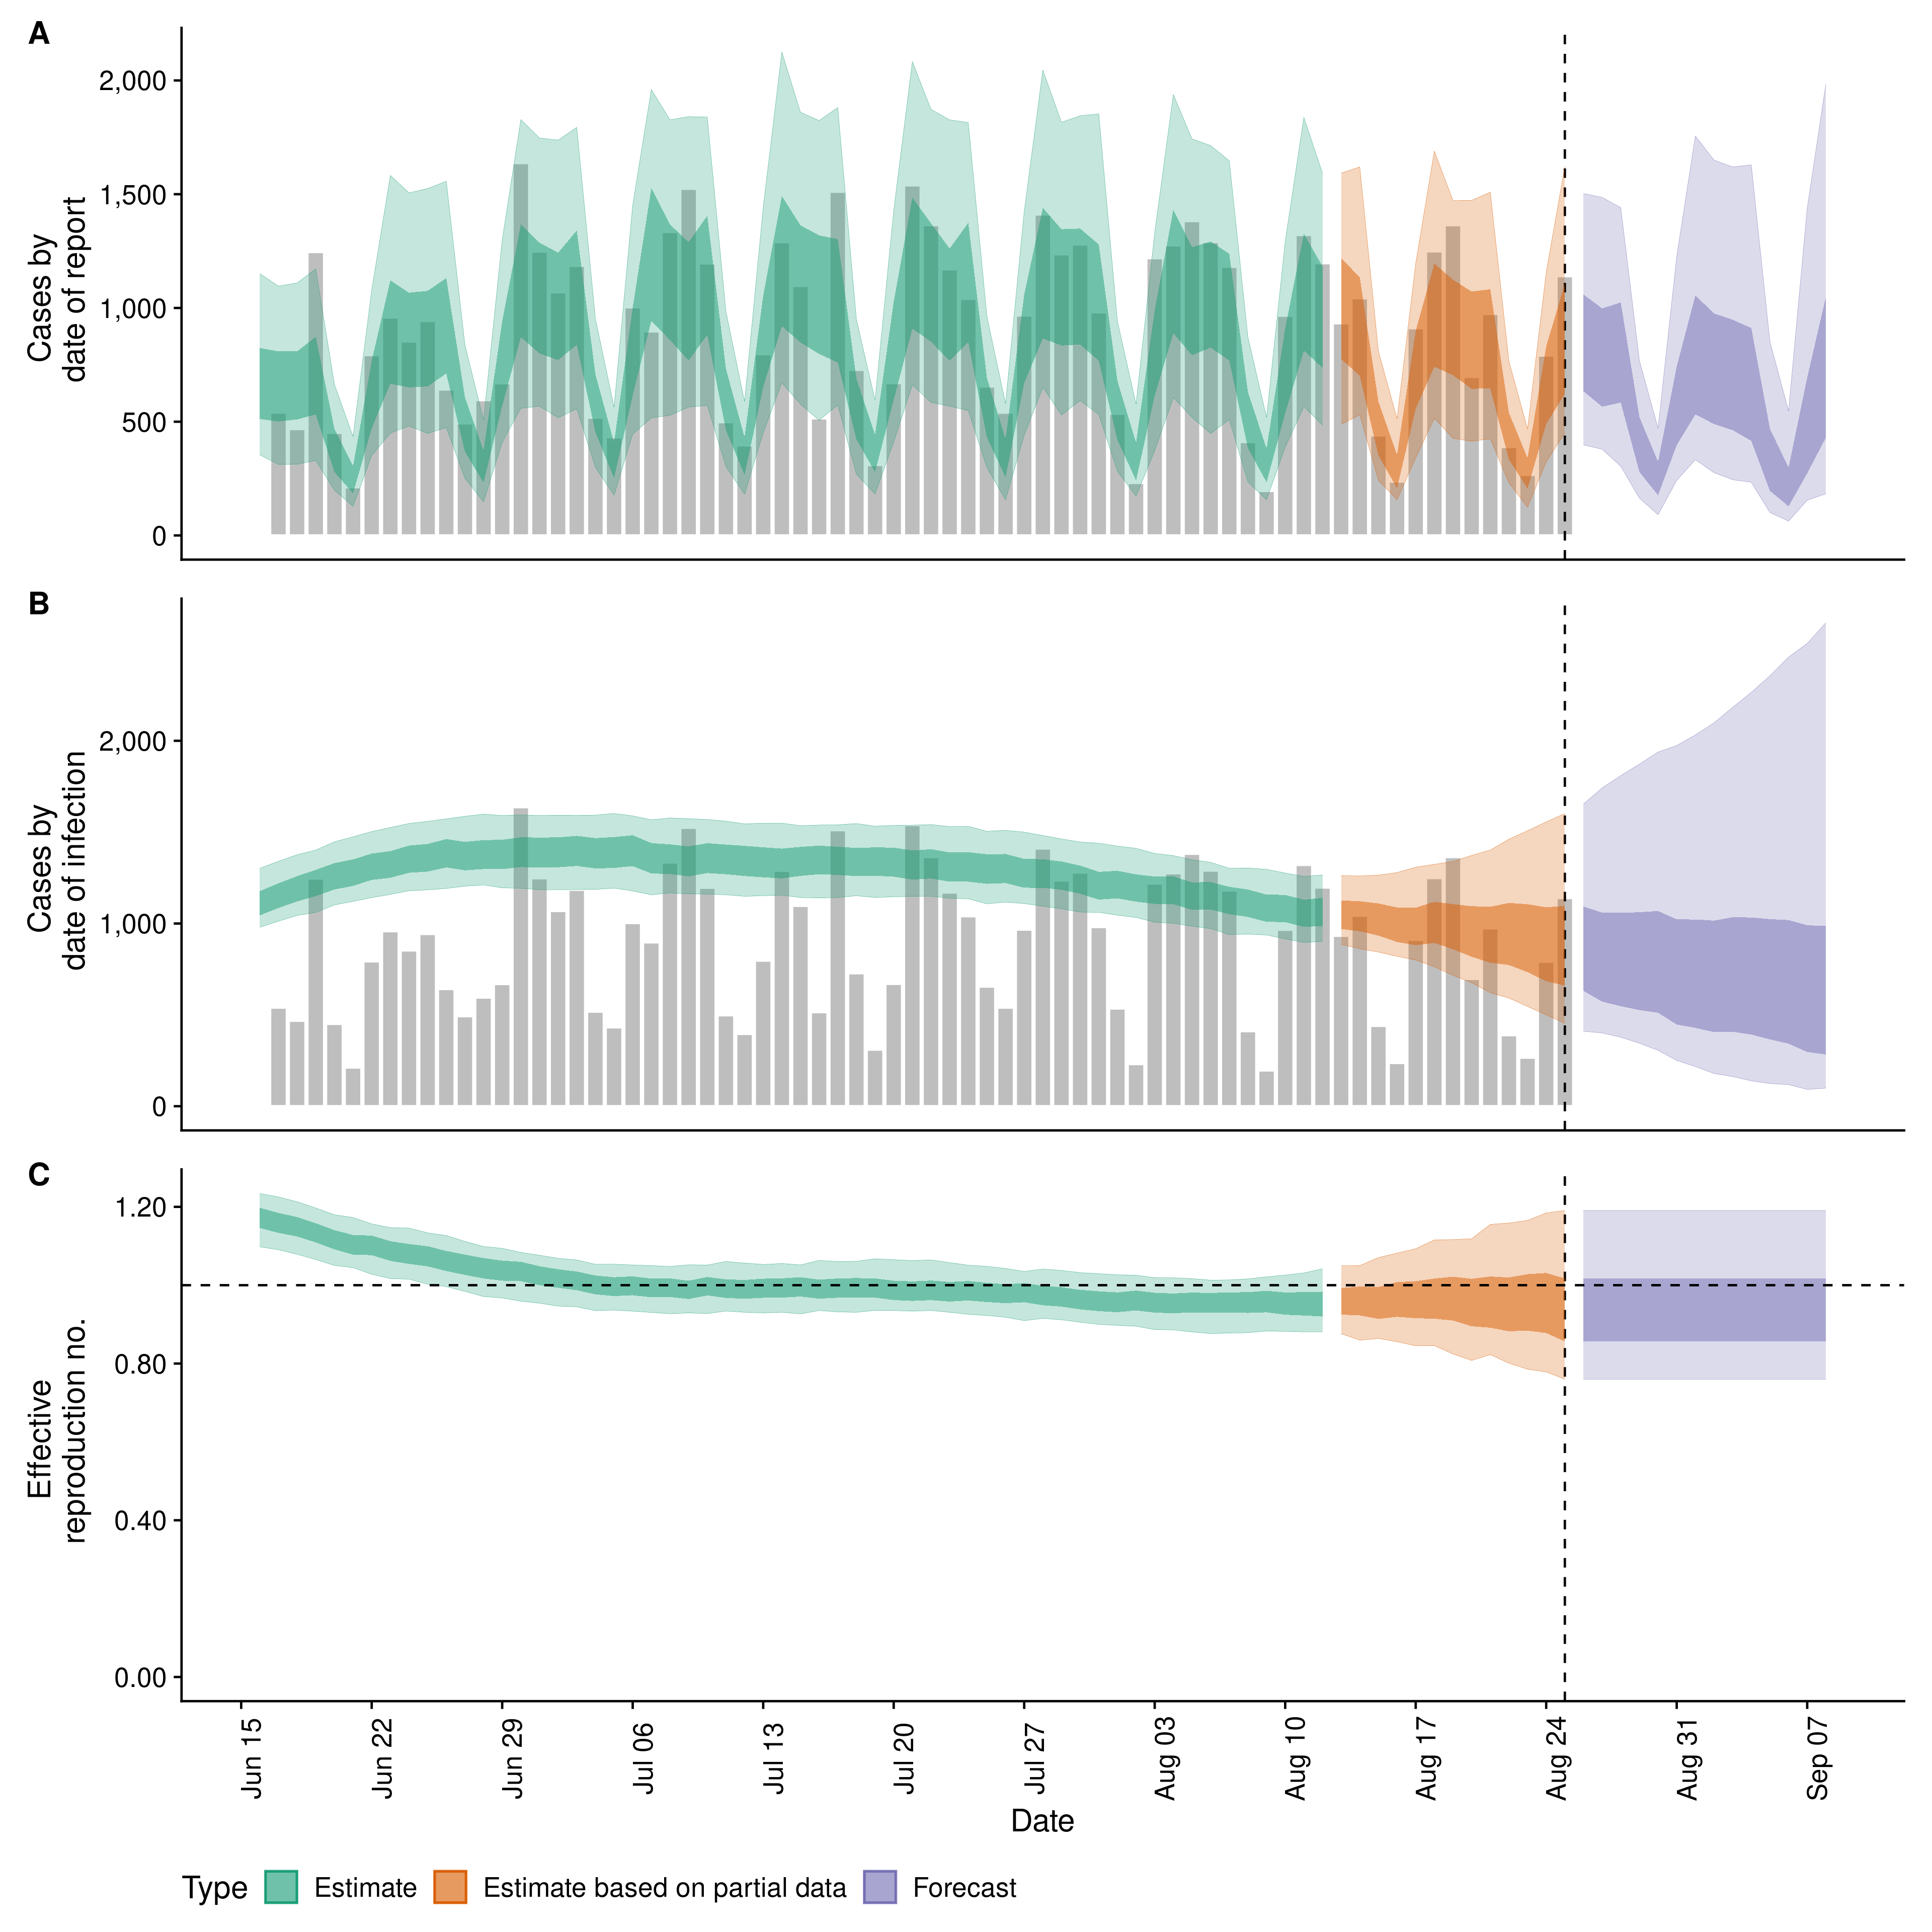 A
Cases by
date of report
2,000
1,500
1,000
500
0
B
Cases by
date of infection
2,000
1,000
0
C
Effective
reproduction no.
1.20
0.80
0.40
0.00
Jun 15
Jun 22
Jun 29
Jul 06
Jul 13
Jul 20
Jul 27
Aug 03
Aug 10
Aug 17
Aug 24
Aug 31
Sep 07
Date
Type Estimate Estimate based on partial data Forecast